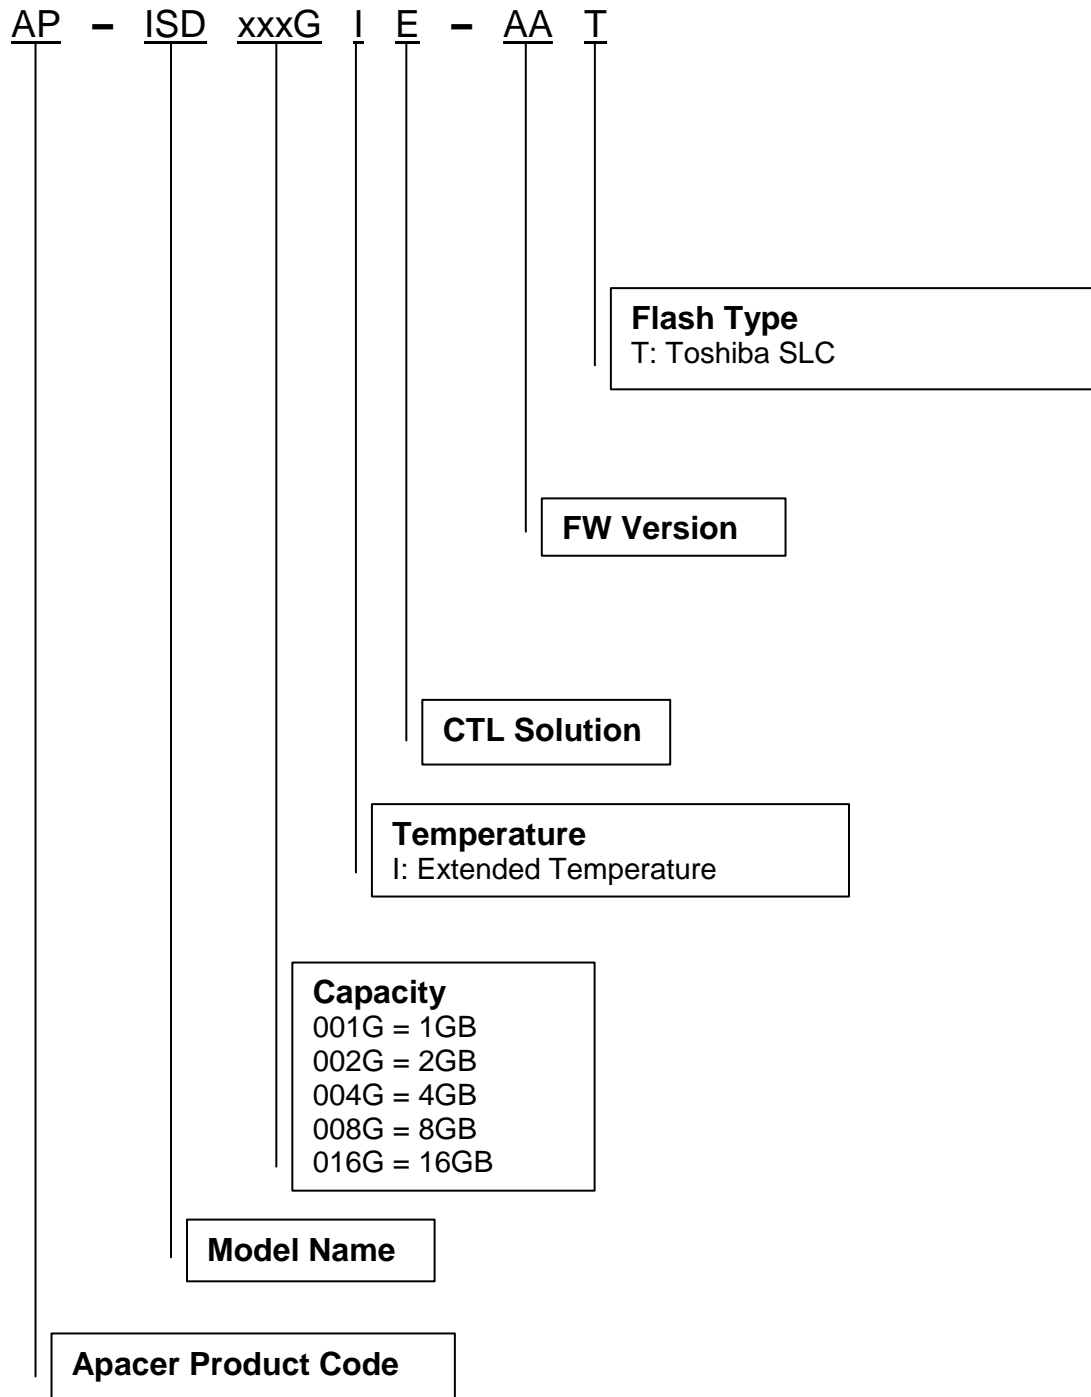 AP – ISD xxxG I E – AA T
Flash Type
T: Toshiba SLC
FW Version
CTL Solution
Temperature
I: Extended Temperature
Capacity
001G = 1GB
002G = 2GB
004G = 4GB
008G = 8GB
016G = 16GB
Model Name
Apacer Product Code